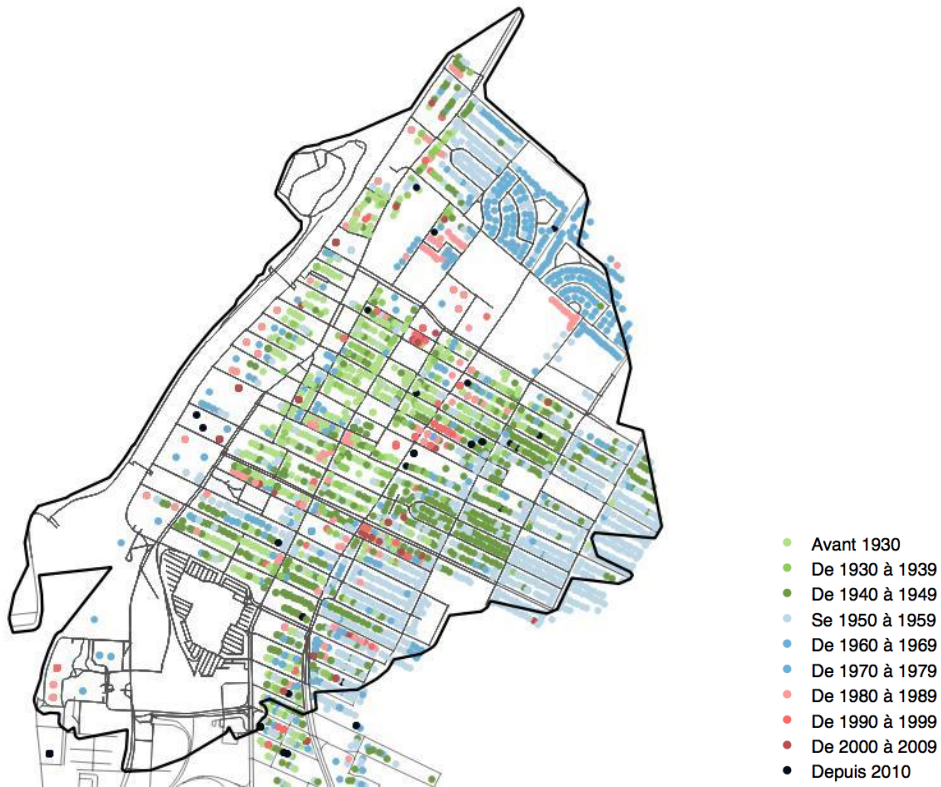 Avant 1930
De 1930 à 1939
De 1940 à 1949
Se 1950 à 1959
De 1960 à 1969
De 1970 à 1979
De 1980 à 1989
De 1990 à 1999
De 2000 à 2009
Depuis 2010